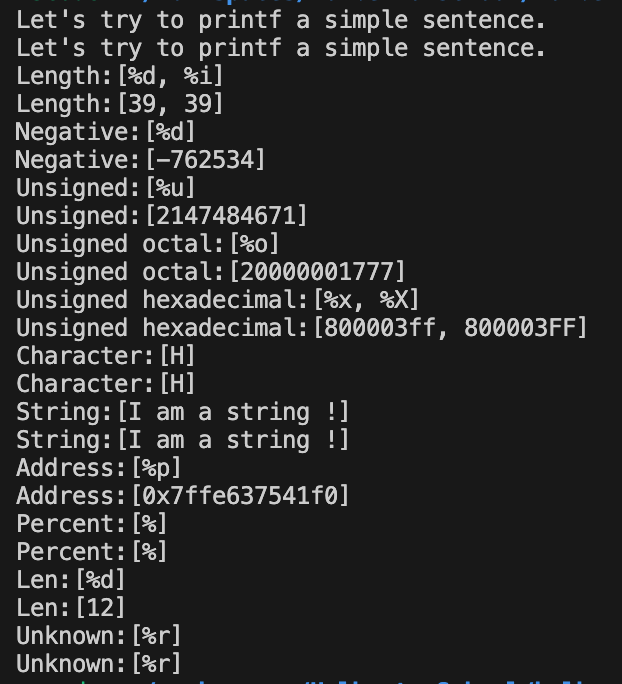 Let's try to printf a simple sentence.
Let's try to printf a simple sentence.
Length:[%d, %i]
Length:[39, 39]
Negative:[%d]
Negative:[-762534]
Unsigned:[%u]
Unsigned:[2147484671]
Unsigned octal:[%o]
Unsigned octal:[20000001777]
Unsigned hexadecimal:[%x, %X]
Unsigned hexadecimal:[800003ff, 800003FF]
Character:[H]
Character:[H]
String:[I am a string !]
String:[I am a string !]
Address:[%p]
Address:[0x7ffe637541f0]
Percent:[%]
Percent:[%]
Len:[%d]
Len:[12]
Unknown:[%r]
Unknown:[%r]